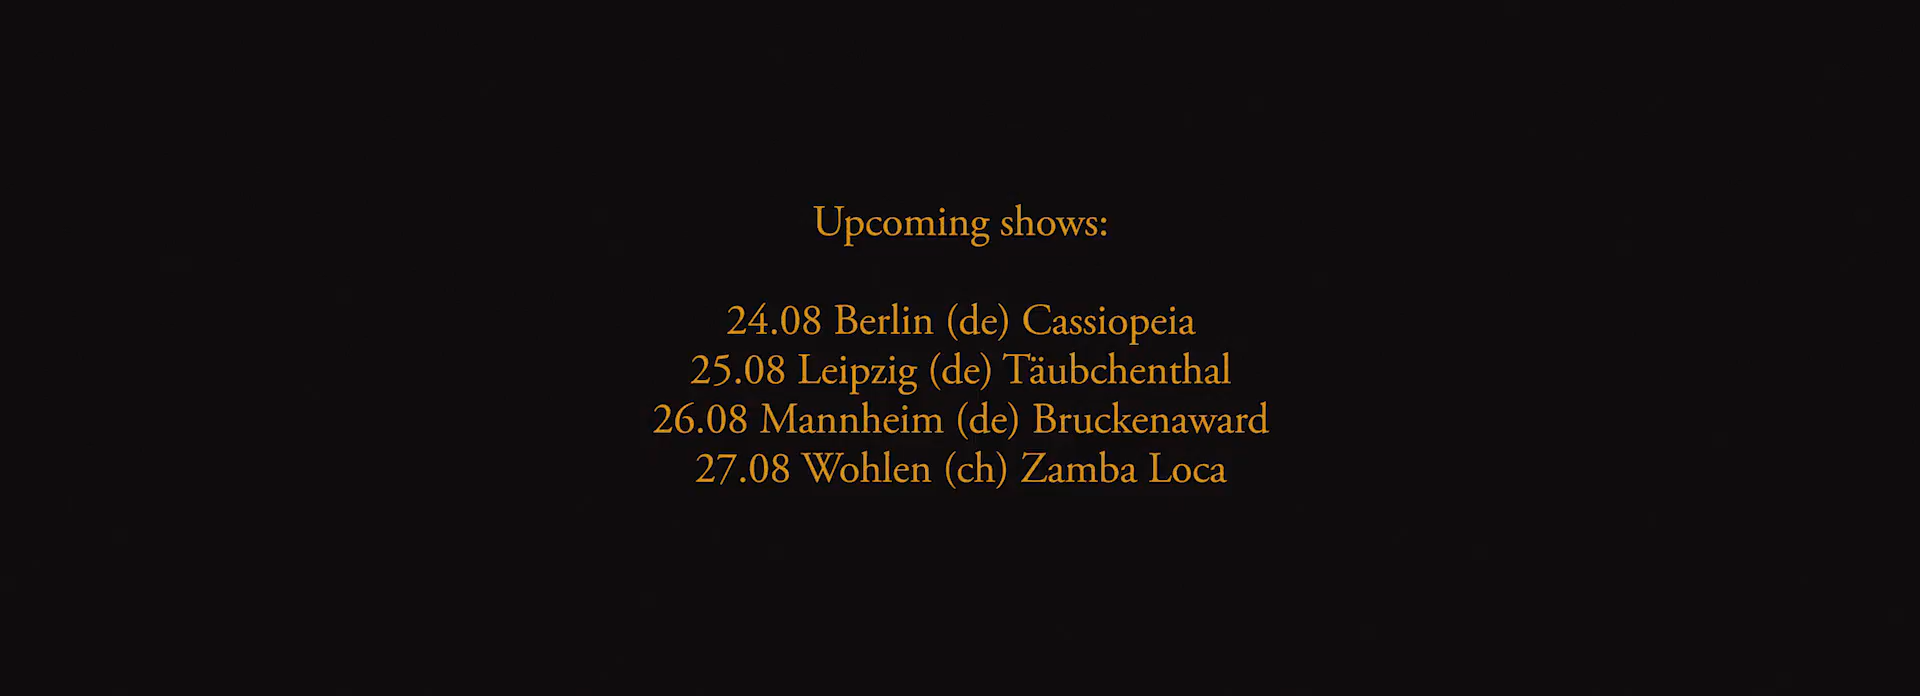 Upcoming shows:
24.08 Berlin (de) Cassiopeia
25.08 Leipzig (de) Täubchenthal
26.08 Mannheim (de) Bruckenaward
27.08 Wohlen (ch) Zamba Loca